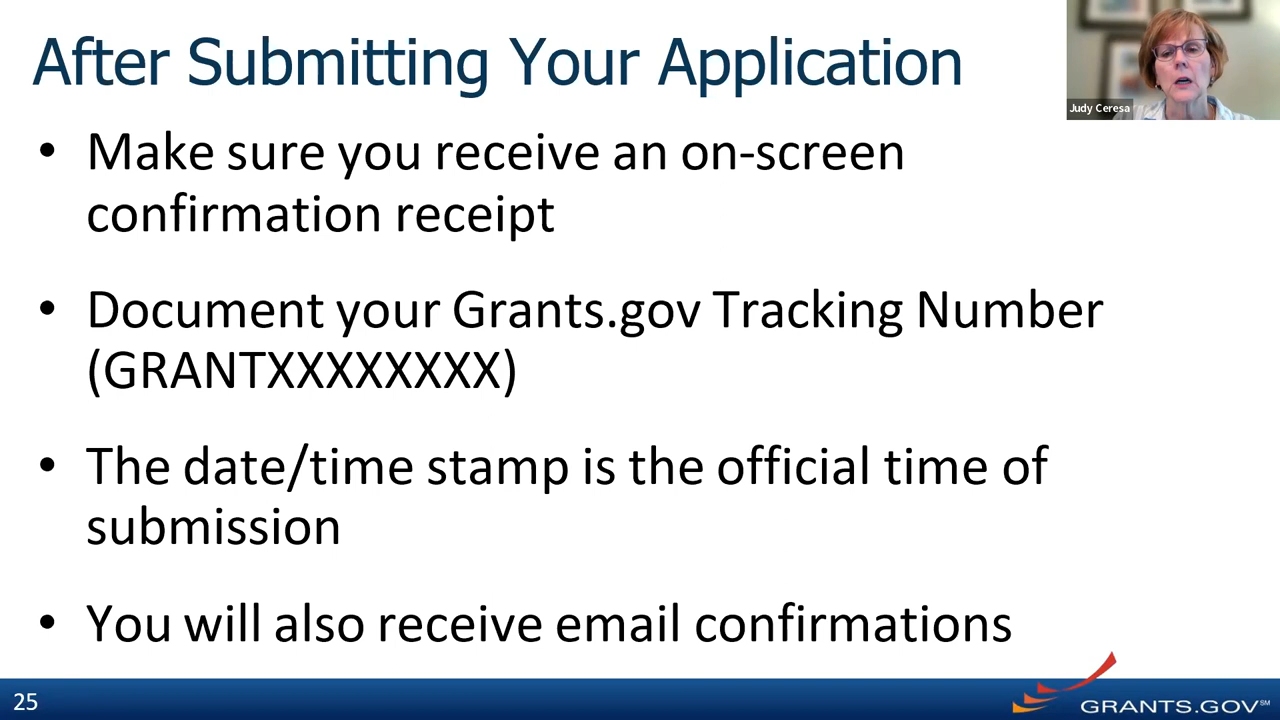 After Submitting Your Application
Judy Ceresa
• Make sure you receive an on-screen
confirmation receipt
• Document your Grants.gov Tracking Number
(GRANTXXXXXXXX)
• The date/time stamp is the official time of
submission
• You will also receive email confirmations
25
GRANTS.GOV℠